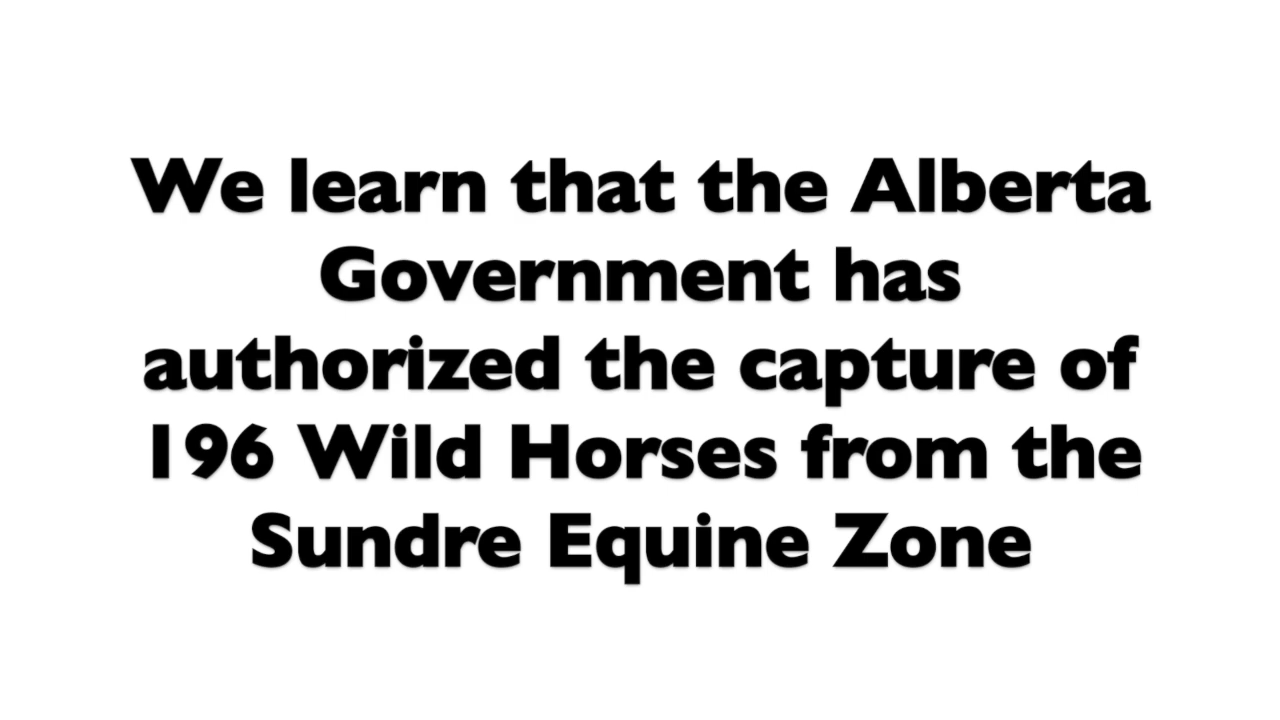 We learn that the Alberta
Government has
authorized the capture of
196 Wild Horses from the
Sundre Equine Zone